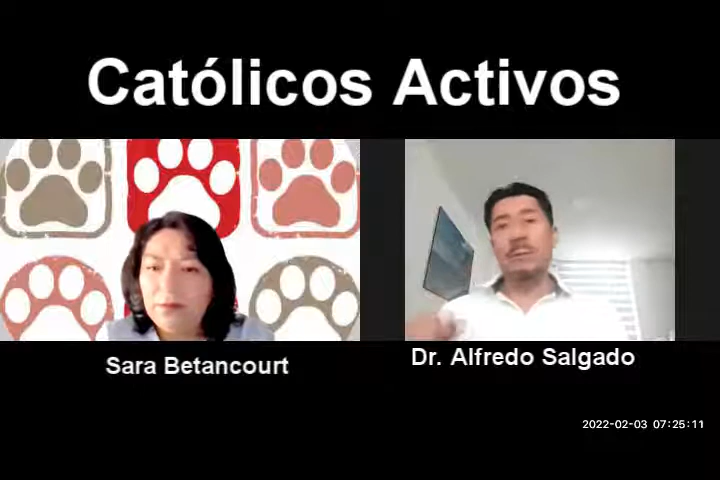 Católicos Activos
Sara Betancourt
Dr. Alfredo Salgado
2022-02-03 07:25:11